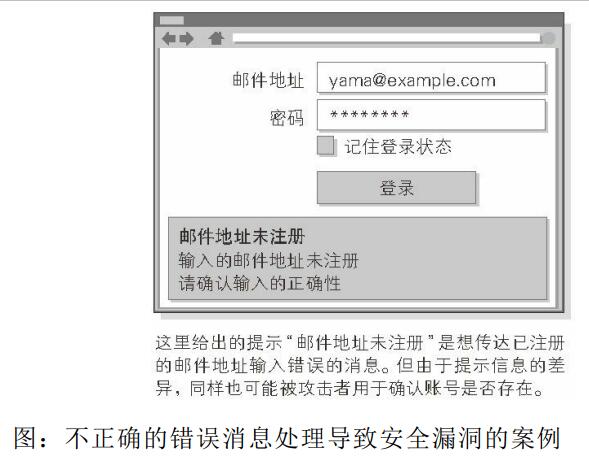 邮件地址 yama@example.com
密码 ********
记住登录状态
登录
邮件地址未注册
输入的邮件地址未注册
请确认输入的正确性
这里给出的提示“邮件地址未注册”是想传达已注册
的邮件地址输入错误的消息。但由于提示信息的差
异，同样也可能被攻击者用于确认账号是否存在。
图：不正确的错误消息处理导致安全漏洞的案例